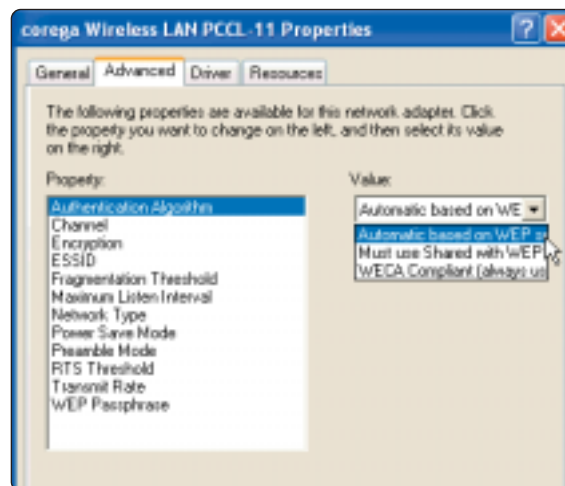 corega Wireless LAN PCCL-11 Properties
General Advanced Driver Resources
The following properties are available for this network adapter. Click
the property you want to change on the left, and then select its value
on the right.
Property:
Value:
Authentication Algorithm
Channel
Encryption
ESSID
Fragmentation Threshold
Maximum Listen Interval
Network Type
Power Save Mode
Preamble Mode
RTS Threshold
Transmit Rate
WEP Passphrase
Automatic based on WE
Automatic based on WEP
Must use Shared with WEP
WECA Compliant (always us